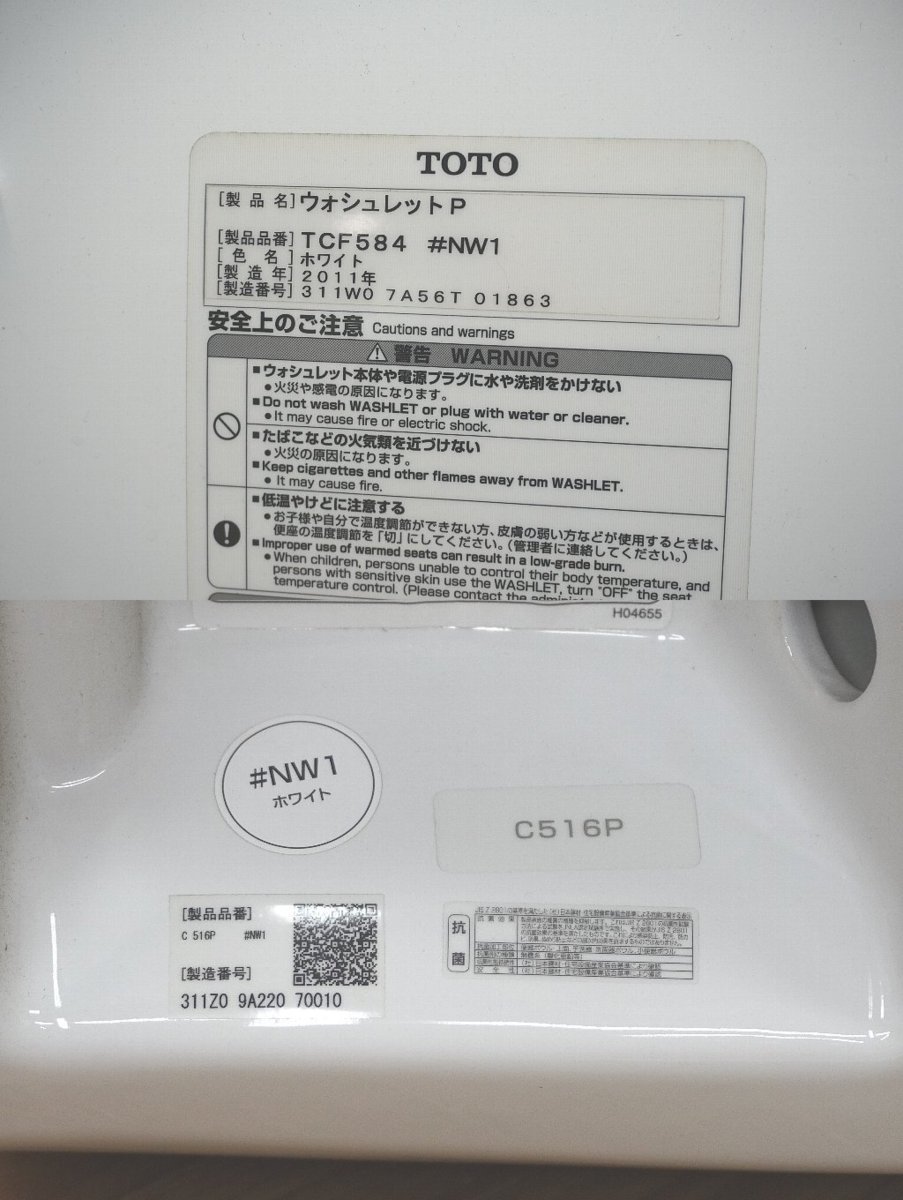 TOTO
[製品名]ウォシュレットP
[製品品番]TCF584 #NW1
[色名]ホワイト
[製造年]2011年
[製造番号]311W0 7A56T 01863
安全上のご注意 Cautions and warnings
警告 WARNING
■ウォシュレット本体や電源プラグに水や洗剤をかけない
●火災や感電の原因になります。
■Do not wash WASHLET or plug with water or cleaner.
●It may cause fire or electric shock.
■たばこなどの火気類を近づけない
●火災の原因になります。
■Keep cigarettes and other flames away from WASHLET.
● It may cause fire.
■低温やけどに注意する
●お子様や自分で温度調節ができない方、皮膚の弱い方などが使用するときは、
便座の温度調節を「切」にしてください。(管理者に連絡してください。)
■Improper use of warmed seats can result in a low-grade burn.
●When children, persons unable to control their body temperature, and
persons with sensitive skin use the WASHLET, turn "OFF" the seat
temperature control. (Please contact the
H04655
#NW1
ホワイト
C516P
[製品品番]
C 516P #NW1
[製造番号]
311Z0 9A220 70010
抗菌
抗菌効果